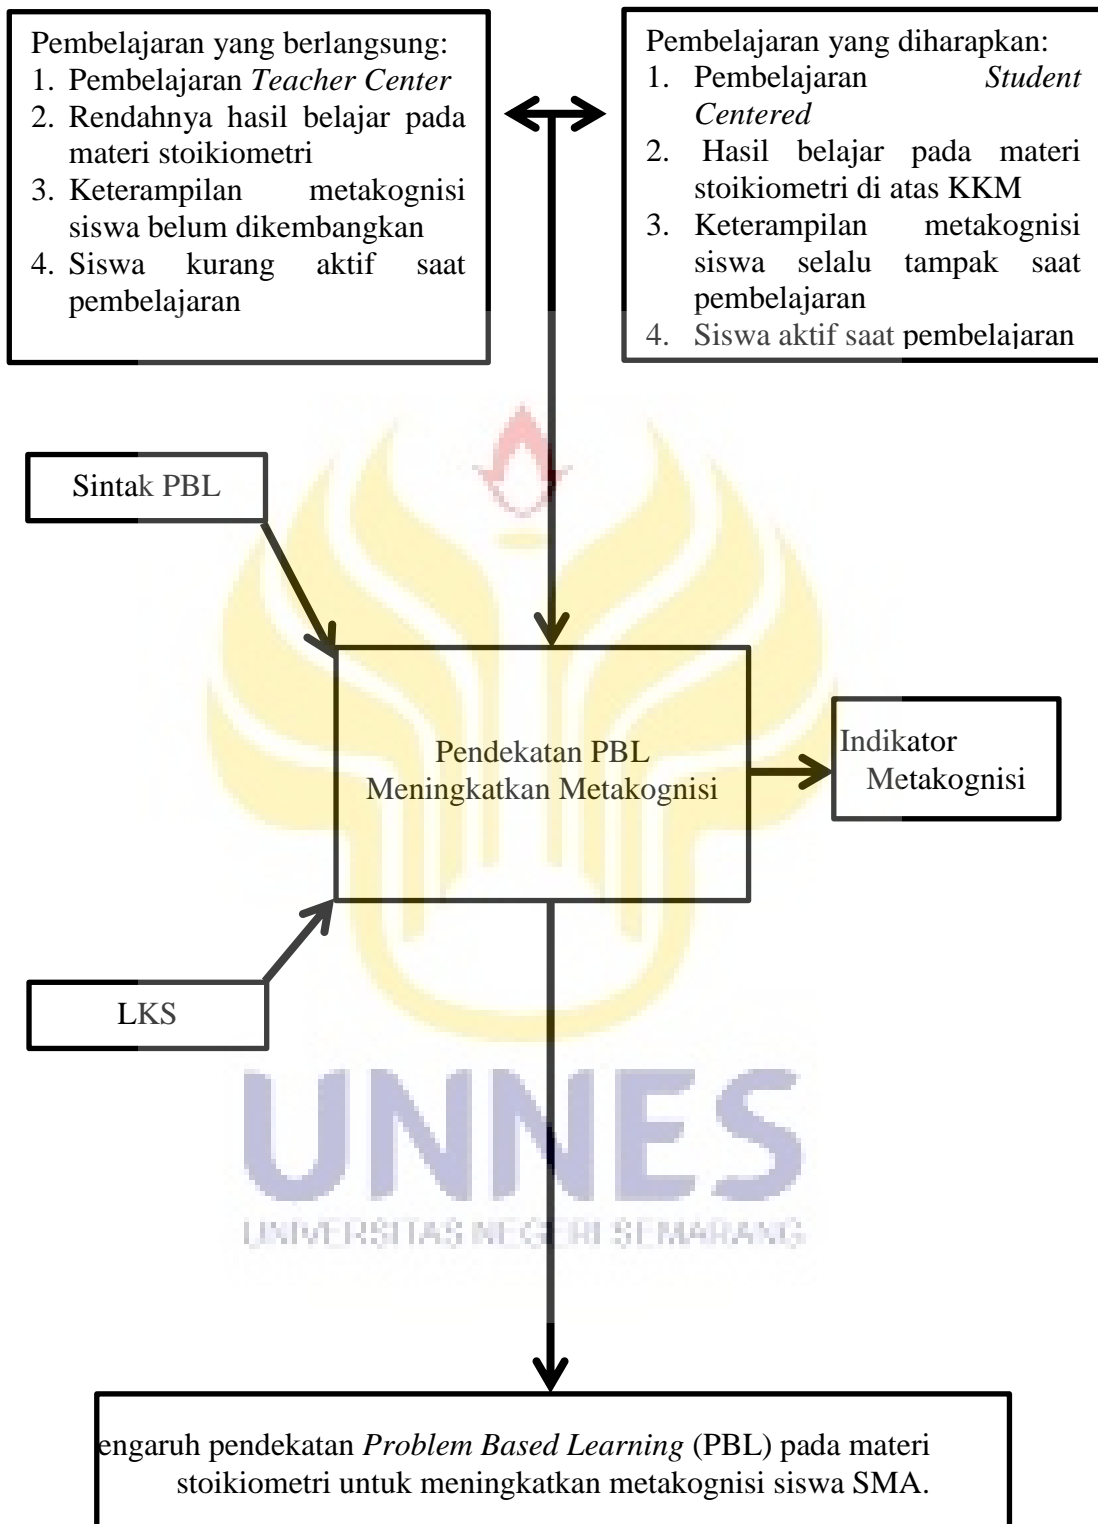 Pembelajaran yang berlangsung:
1. Pembelajaran Teacher Center
2. Rendahnya hasil belajar pada
materi stoikiometri
3. Keterampilan metakognisi
siswa belum dikembangkan
4. Siswa kurang aktif saat
pembelajaran
Pembelajaran yang diharapkan:
1. Pembelajaran Student
Centered
2. Hasil belajar pada materi
stoikiometri di atas KKM
3. Keterampilan metakognisi
siswa selalu tampak saat
pembelajaran
4. Siswa aktif saat pembelajaran
Sintak PBL
Pendekatan PBL
Meningkatkan Metakognisi
Indikator
Metakognisi
LKS
UNNES
UNIVERSITAS NEGERI SEMARANG
engaruh pendekatan Problem Based Learning (PBL) pada materi
stoikiometri untuk meningkatkan metakognisi siswa SMA.